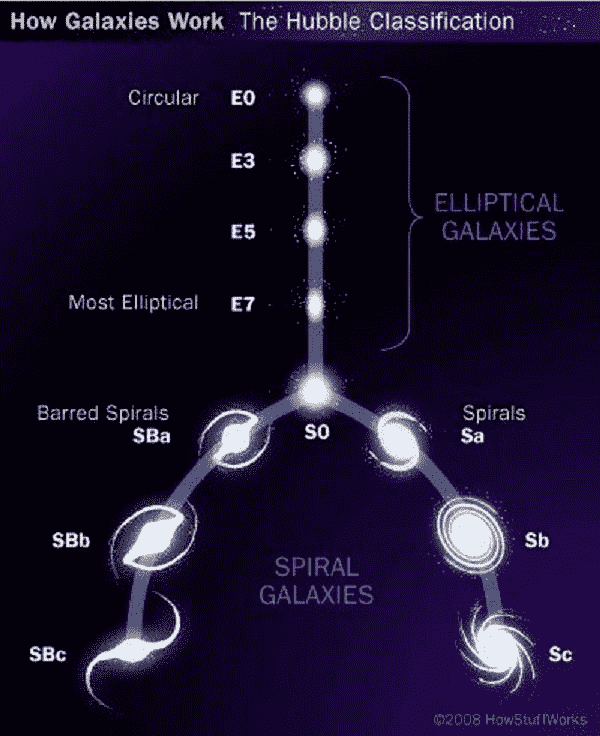 How Galaxies Work The Hubble Classification
Circular E0
E3
E5
Most Elliptical E7
ELLIPTICAL
GALAXIES
S0
Barred Spirals
SBa
Spirals
Sa
SBb
Sb
SPIRAL
GALAXIES
SBc
Sc
©2008 HowStuffWorks